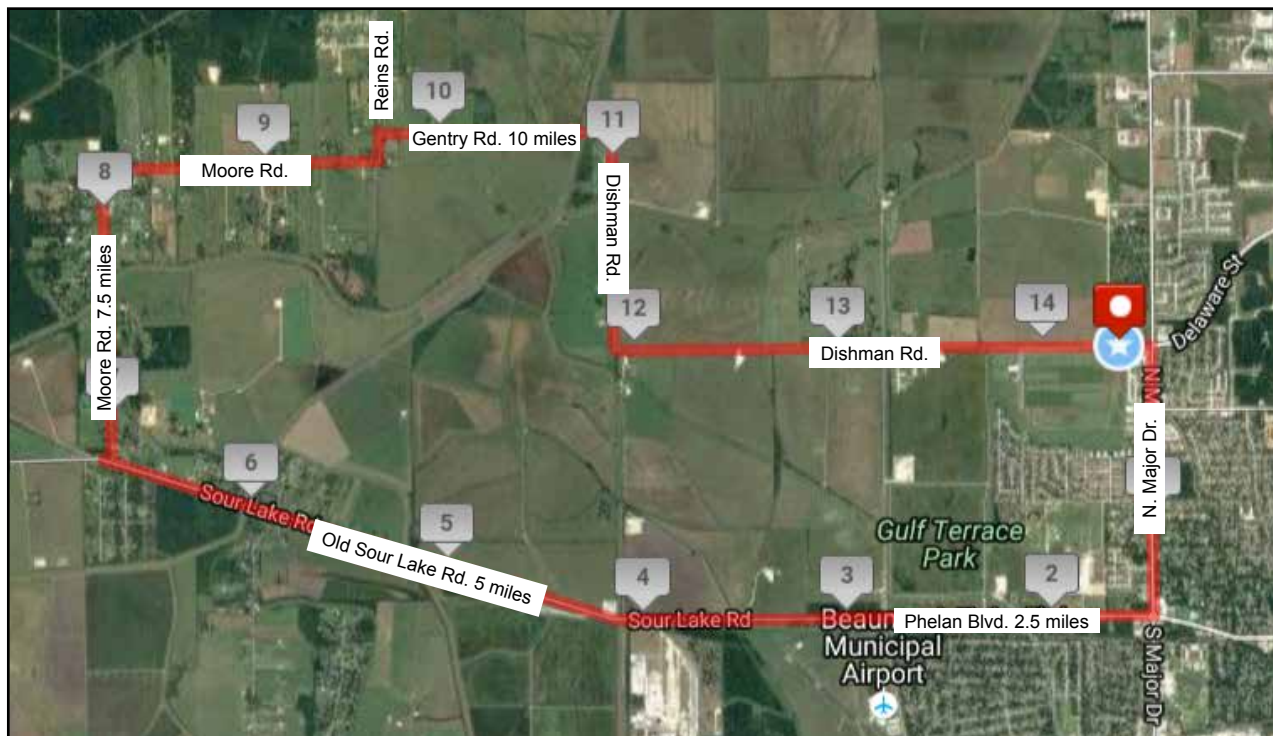 Reins Rd.
10
9
Gentry Rd. 10 miles
11
Moore Rd.
8
Dishman Rd.
Moore Rd. 7.5 miles
12
13
14
Dishman Rd.
Delaware St
N. Major Dr.
6
Sour Lake Rd
5
Old Sour Lake Rd. 5 miles
Gulf Terrace
Park
4
3
2
Sour Lake Rd
Phelan Blvd. 2.5 miles
Municipal
Airport
S Major Dr